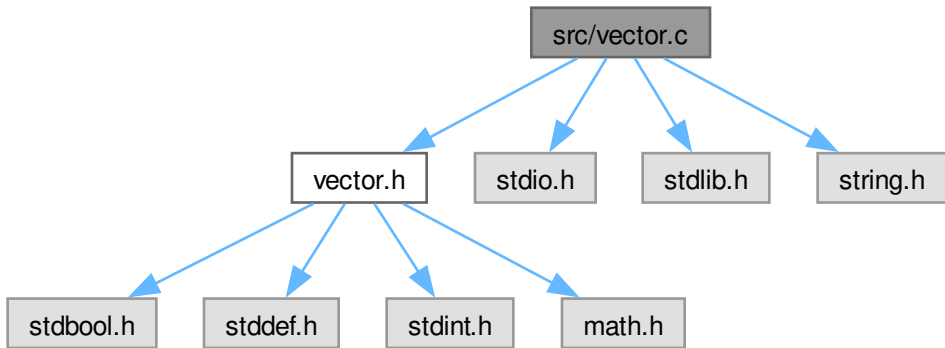 src/vector.c
vector.h
stdio.h
stdlib.h
string.h
stdbool.h
stddef.h
stdint.h
math.h